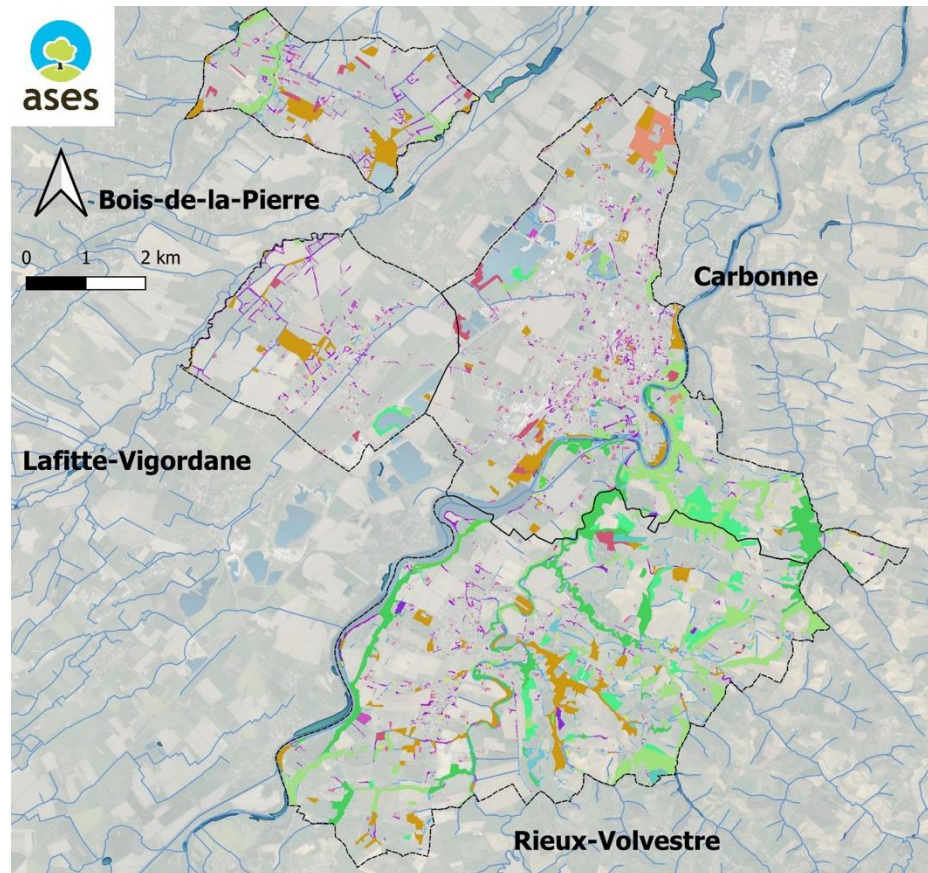 ases
Bois-de-la-Pierre
0 1 2 km
Carbonne
Lafitte-Vigordane
Rieux-Volvestre